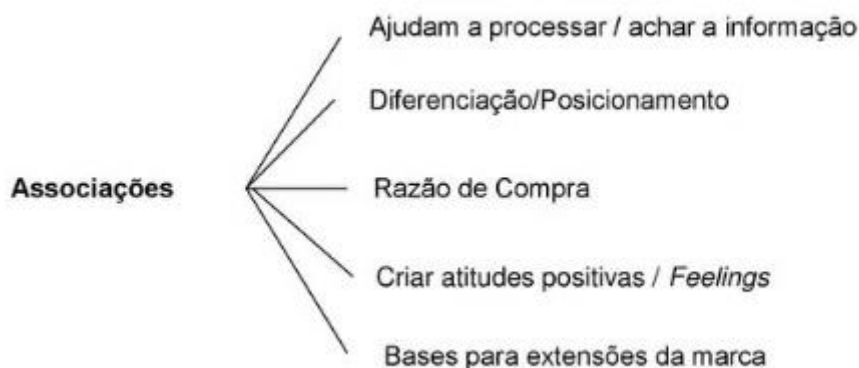 Ajudam a processar / achar a informação
Diferenciação/Posicionamento
Associações
Razão de Compra
Criar atitudes positivas / Feelings
Bases para extensões da marca